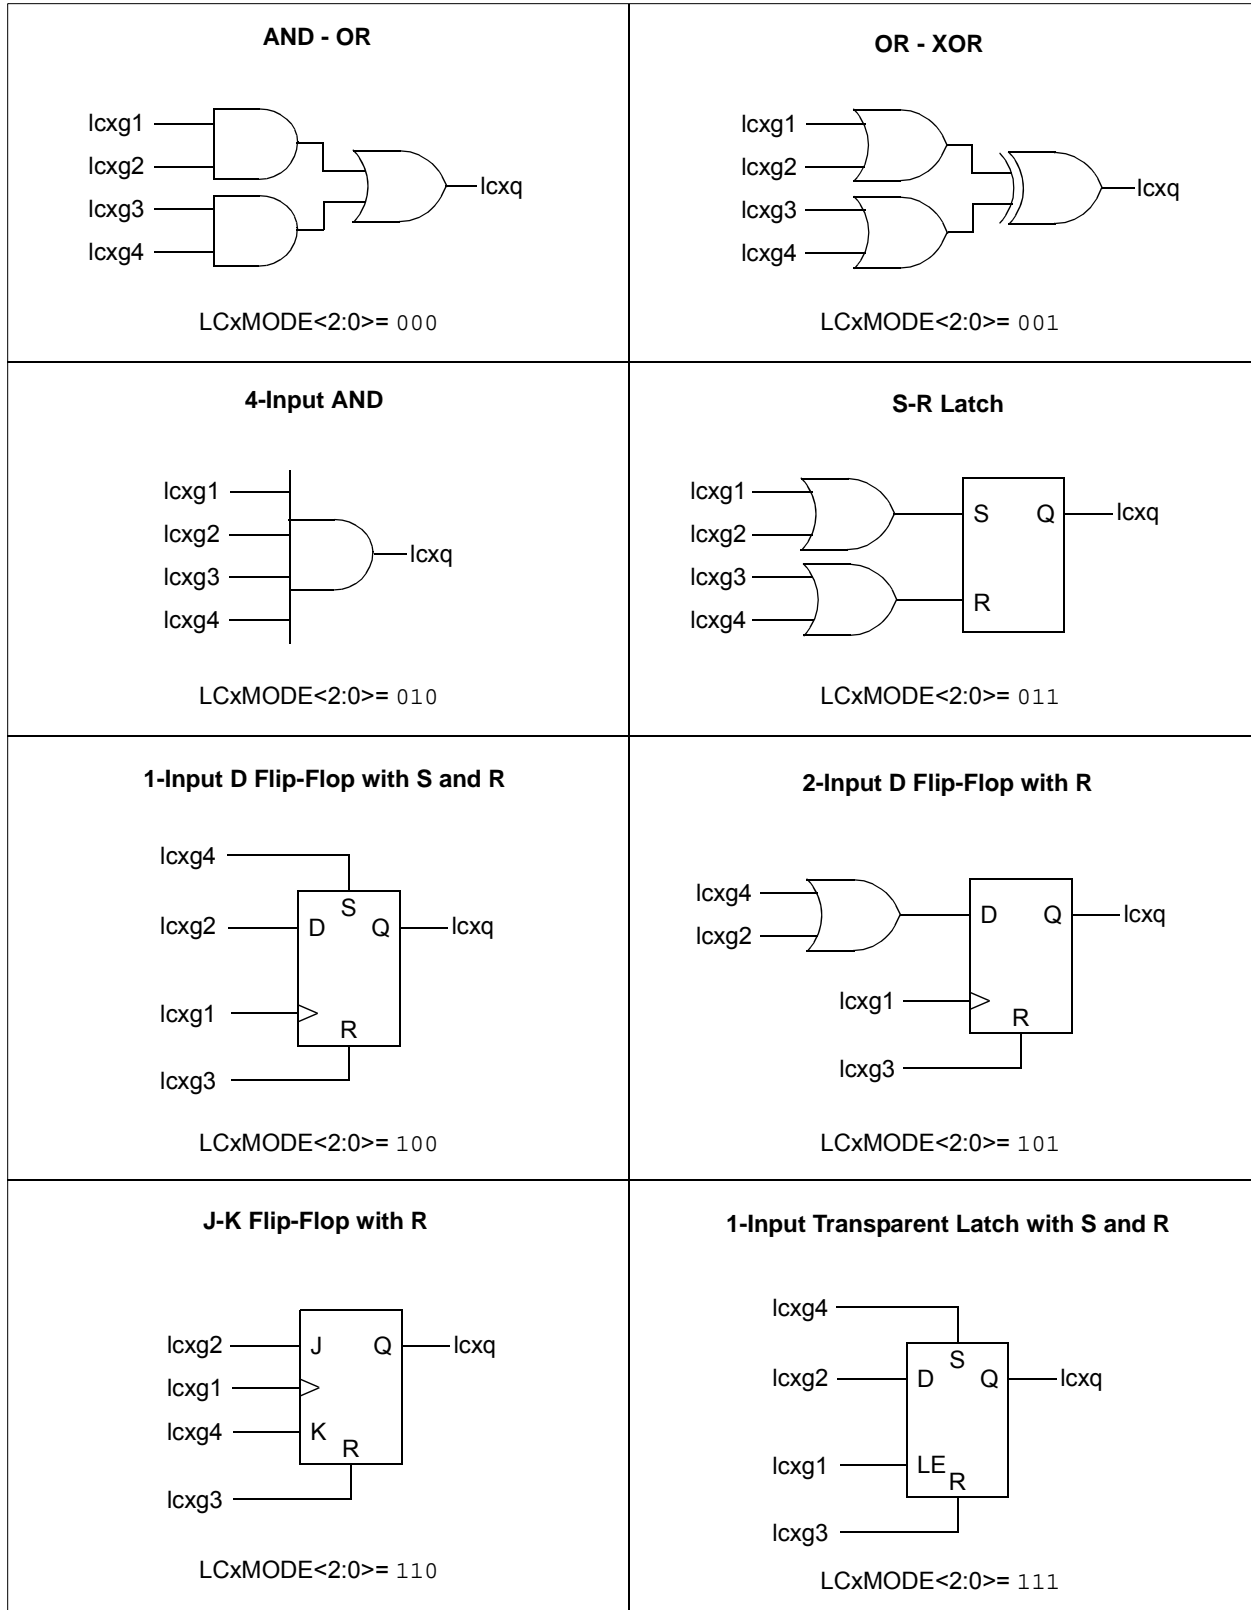 AND - OR
lcxg1
lcxg2
lcxg3
lcxg4
lcxq
LCxMODE<2:0>= 000
OR - XOR
lcxg1
lcxg2
lcxg3
lcxg4
lcxq
LCxMODE<2:0>= 001
4-Input AND
lcxg1
lcxg2
lcxg3
lcxg4
lcxq
LCxMODE<2:0>= 010
S-R Latch
lcxg1
lcxg2
lcxg3
lcxg4
S
Q
R
lcxq
LCxMODE<2:0>= 011
1-Input D Flip-Flop with S and R
lcxg4
S
lcxg2
D
Q
lcxq
lcxg1
R
lcxg3
LCxMODE<2:0>= 100
2-Input D Flip-Flop with R
lcxg4
lcxg2
D
Q
lcxq
lcxg1
R
lcxg3
LCxMODE<2:0>= 101
J-K Flip-Flop with R
lcxg2
J
Q
lcxq
lcxg1
lcxg4
K
R
lcxg3
LCxMODE<2:0>= 110
1-Input Transparent Latch with S and R
lcxg4
S
lcxg2
D
Q
lcxq
lcxg1
LE
R
lcxg3
LCxMODE<2:0>= 111